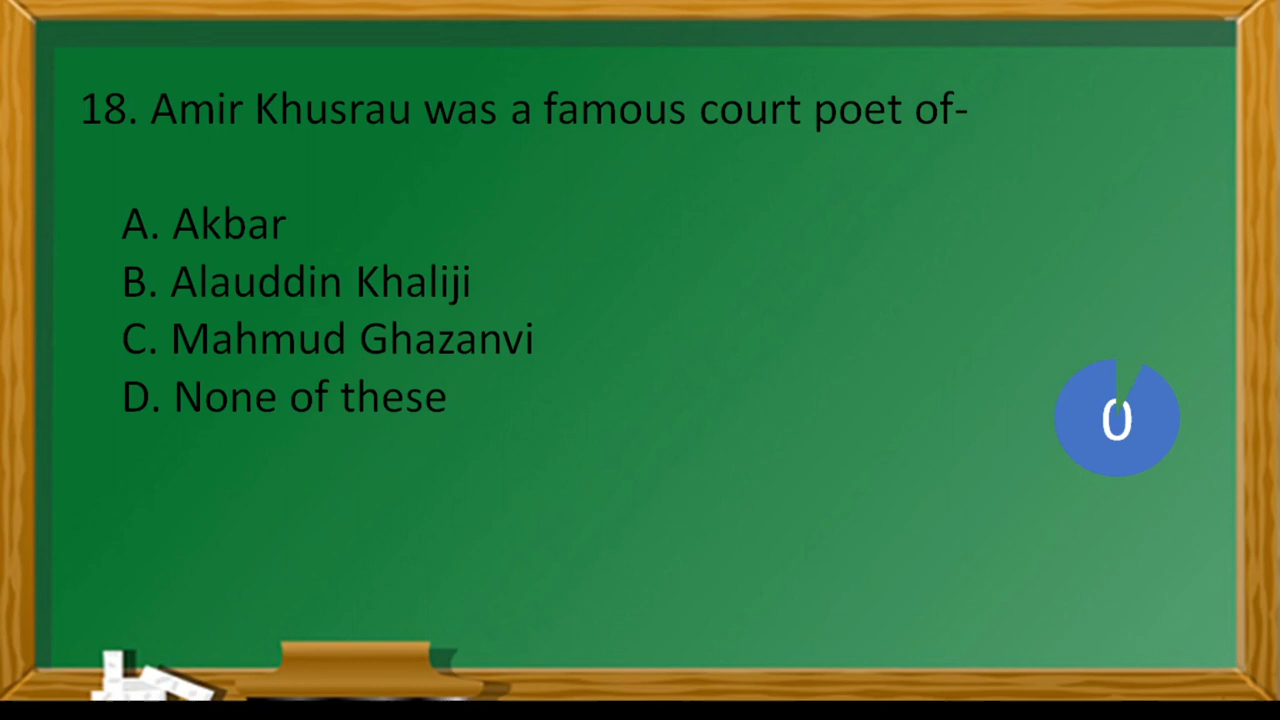 18. Amir Khusrau was a famous court poet of-
A. Akbar
B. Alauddin Khaliji
C. Mahmud Ghazanvi
D. None of these
0